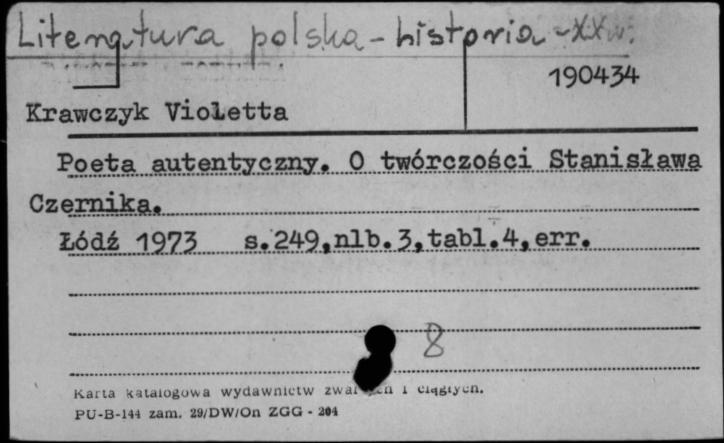 Literatura polska - historia - XX w.
190434
Krawczyk Violetta
Poeta autentyczny. O twórczości Stanisława
Czernika.
Łódź 1973 s.249,nlb.3,tabl.4,err.
8
Karta katalogowa wydawnictw i ciągłych.
PU-B-144 zam. 29/DW/On ZGG - 204